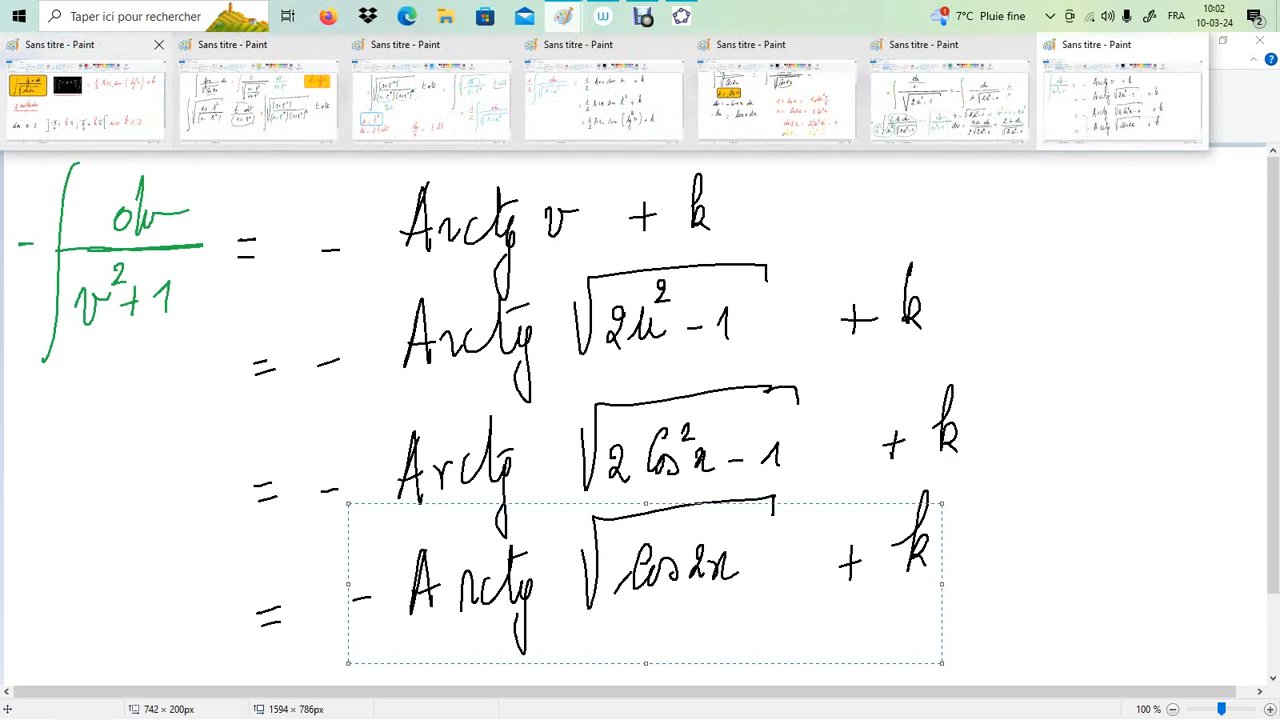 Taper ici pour rechercher
7°C Pluie fine
FRA
10:02
10-03-24
2
Sans titre - Paint
Sans titre - Paint
Sans titre - Paint
Sans titre - Paint
Sans titre - Paint
Sans titre - Paint
Sans titre - Paint
- ∫ dv / (v² + 1) = - Arctg v + k
= - Arctg √(2u² - 1) + k
= - Arctg √(2 cos²x - 1) + k
= - Arctg √(cos2x) + k
742 × 200px
1594 × 786px
100 %